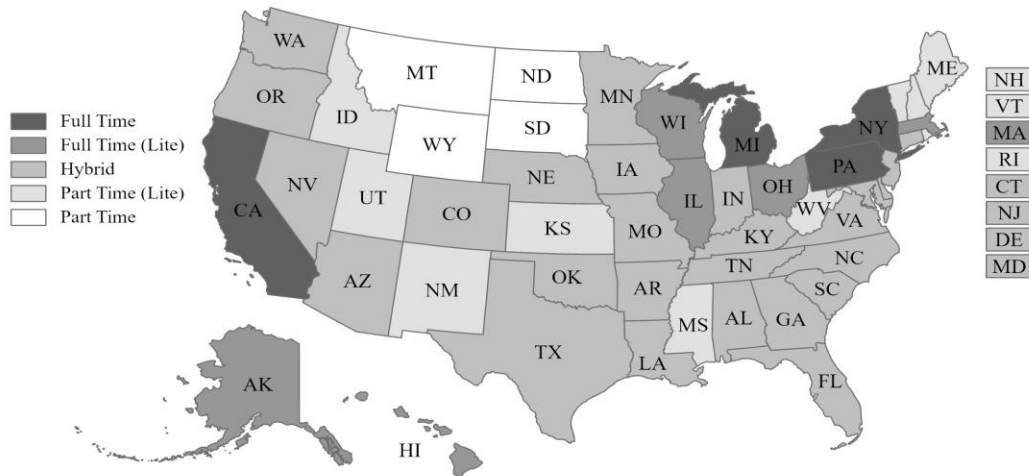 Full Time
Full Time (Lite)
Hybrid
Part Time (Lite)
Part Time
WA
OR
CA
ID
NV
AZ
MT
WY
UT
CO
NM
ND
SD
NE
KS
OK
TX
MN
IA
MO
AR
LA
WI
IL
MI
IN
OH
KY
TN
MS
AL
GA
FL
SC
NC
VA
WV
PA
NY
ME
AK
HI
NH
VT
MA
RI
CT
NJ
DE
MD